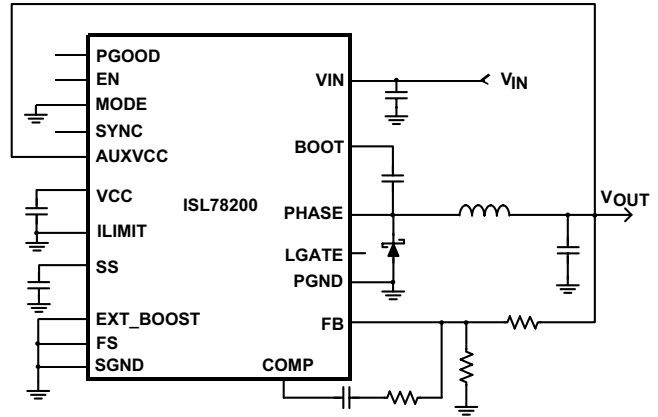 PGOOD
EN
MODE
SYNC
AUXVCC
VCC
ILIMIT
SS
EXT_BOOST
FS
SGND
ISL78200
COMP
VIN
BOOT
PHASE
LGATE
PGND
FB
VIN
VOUT